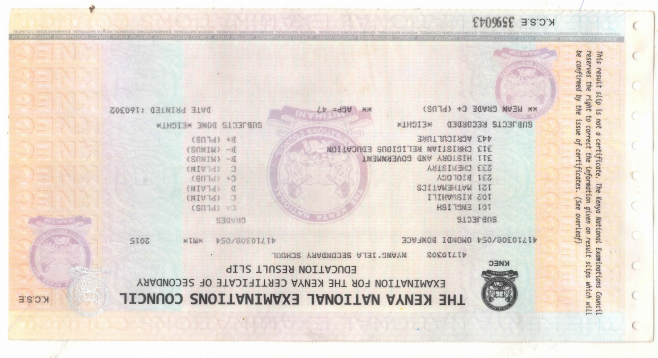 THE KENYA NATIONAL EXAMINATIONS COUNCIL
EXAMINATION FOR THE KENYA CERTIFICATE OF SECONDARY
EDUCATION RESULT SLIP
KNEC
K.C.S.E
41710308 NYANG'IELA SECONDARY SCHOOL
41710308/054 OMONDI BONFACE *M1* 41710308/054 2015
SUBJECTS GRADES
101 ENGLISH C+ (PLUS)
102 KISWAHILI C (PLAIN)
121 MATHEMATICS D (PLAIN)
231 BIOLOGY C+ (PLUS)
233 CHEMISTRY C (PLAIN)
311 HISTORY AND GOVERNMENT B- (MINUS)
313 CHRISTIAN RELIGIOUS EDUCATION B- (MINUS)
443 AGRICULTURE B+ (PLUS)
SUBJECTS RECORDED *EIGHT* SUBJECTS DONE *EIGHT*
** MEAN GRADE C+ (PLUS) ** AGP= 47 DATE PRINTED :160302
This result slip is not a certificate. The Kenya National Examinations Council
reserves the right to correct the information given on result slips which will
be confirmed by the issue of certificates. (See overleaf)
K.C.S.E 3596043